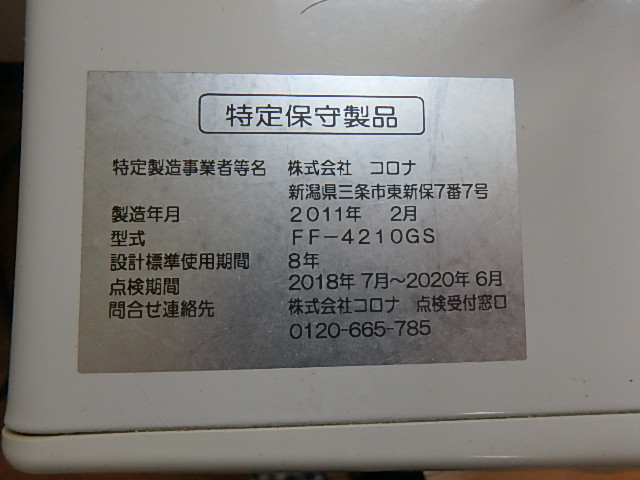 特定保守製品
特定製造事業者等名 株式会社 コロナ
新潟県三条市東新保7番7号
製造年月 2011年 2月
型式 FF-4210GS
設計標準使用期間 8年
点検期間 2018年 7月~2020年 6月
問合せ連絡先 株式会社コロナ 点検受付窓口
0120-665-785